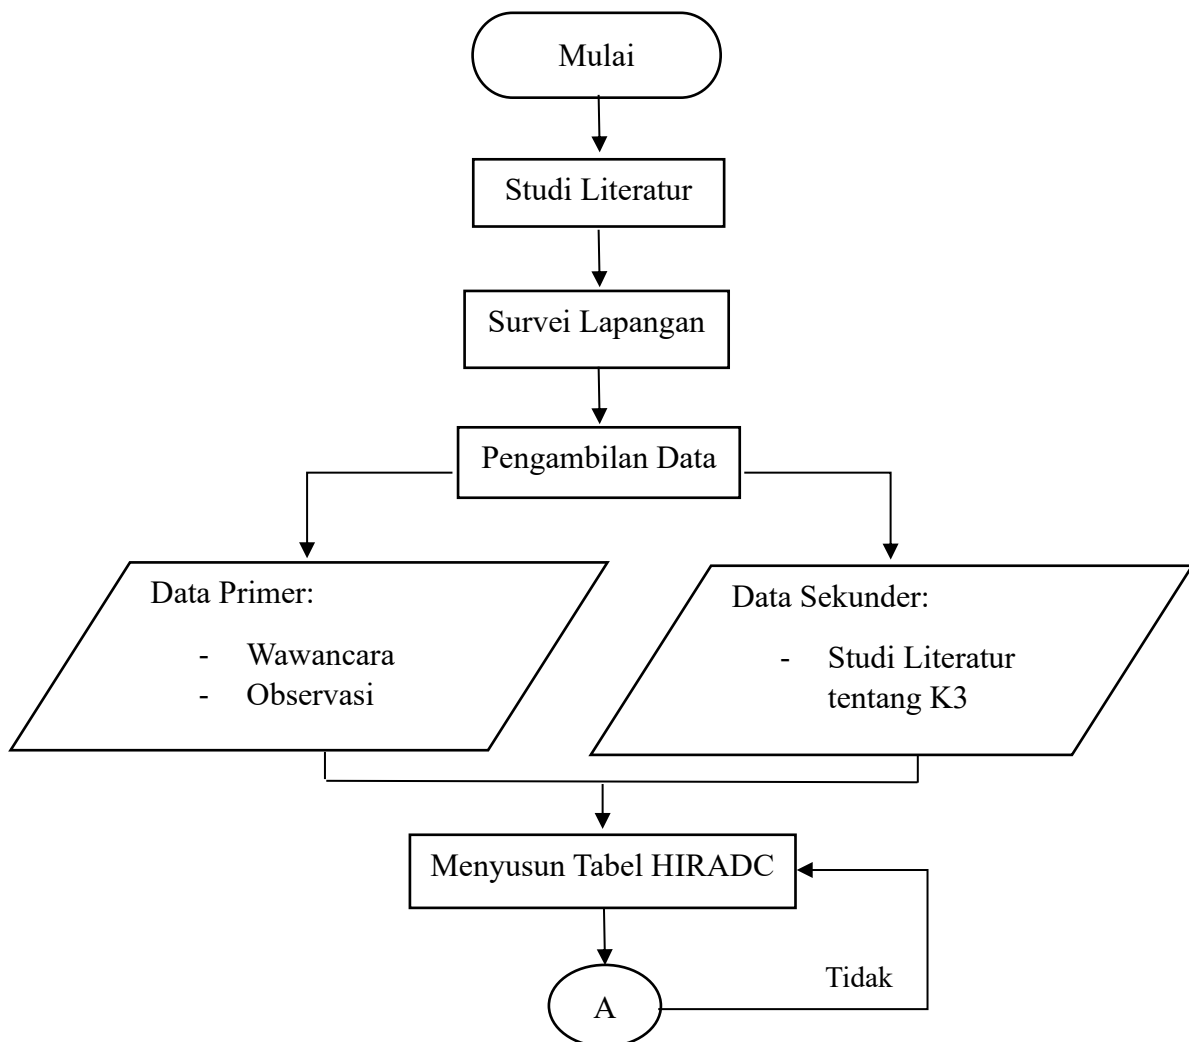 Mulai
Studi Literatur
Survei Lapangan
Pengambilan Data
Data Primer:
- Wawancara
- Observasi
Data Sekunder:
- Studi Literatur
tentang K3
Menyusun Tabel HIRADC
Tidak
A